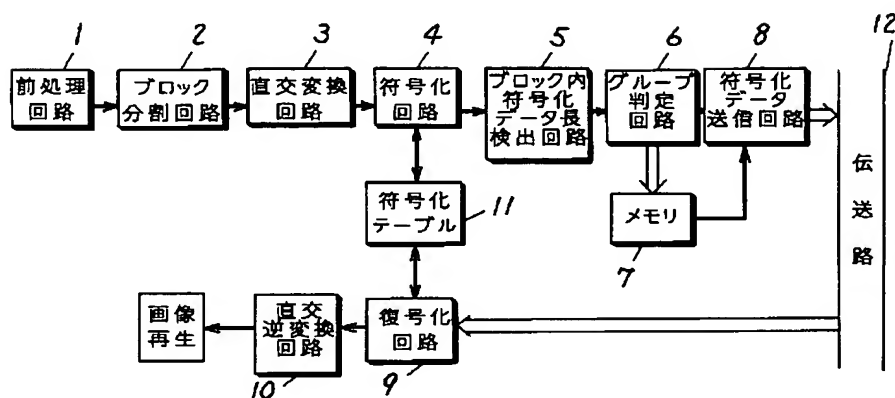 1
2
3
4
5
6
8
12
前処理
回路
ブロック
分割回路
直交変換
回路
符号化
回路
ブロック内
符号化
データ長
検出回路
グループ
判定
回路
符号化
データ
送信回路
伝送路
符号化
テーブル
11
メモリ
7
画像
再生
直交
逆変換
回路
10
復号化
回路
9